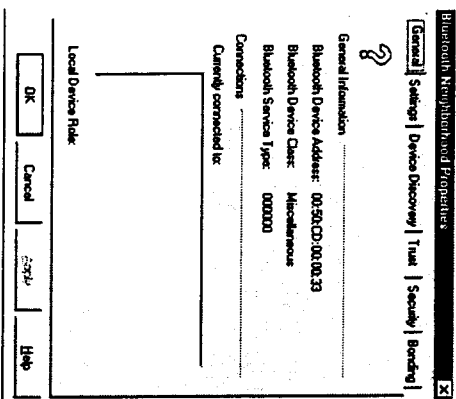 Bluetooth Neighborhood Properties
General Settings Device Discovery Trust Security Bonding
General Information
Bluetooth Device Address: 00:50:CD:00:00:33
Bluetooth Device Class: Miscellaneous
Bluetooth Service Type: 000000
Connections
Currently connected to:
Local Device Role:
OK Cancel Apply Help